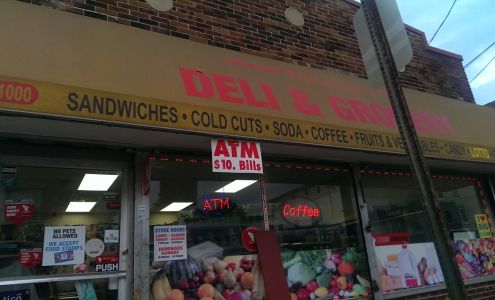 DELI & GROCERY
1000
SANDWICHES • COLD CUTS • SODA • COFFEE • FRUITS & VEGETABLES • CANDY LOTTO
ATM
$10. Bills
ATM
Coffee
NO PETS
ALLOWED
WE ACCEPT
FOOD STAMPS
STORE HOURS
PUSH